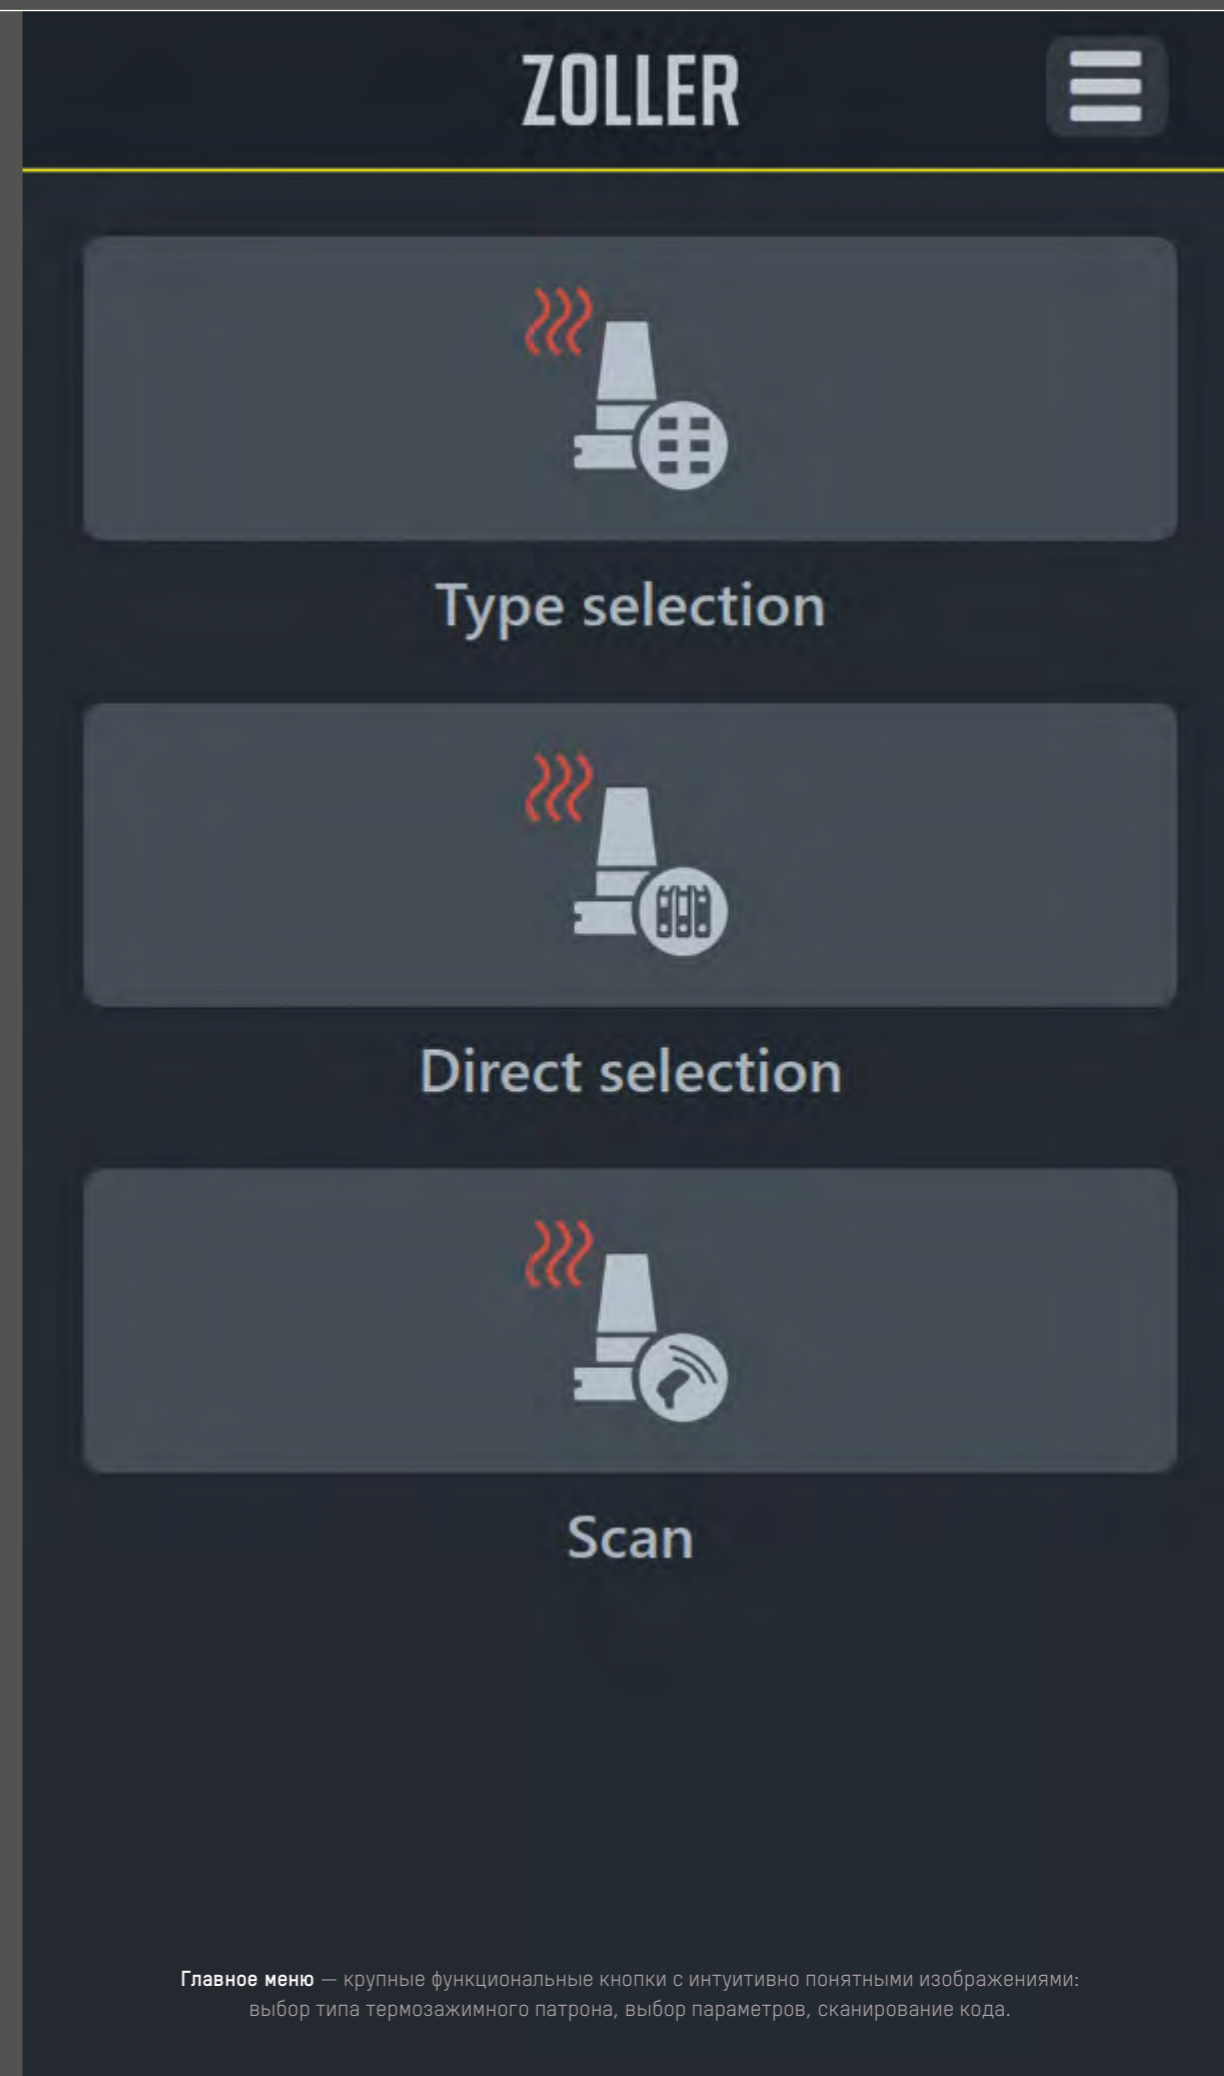 ZOLLER
Type selection
Direct selection
Scan
Главное меню — крупные функциональные кнопки с интуитивно понятными изображениями:
выбор типа термозажимного патрона, выбор параметров, сканирование кода.